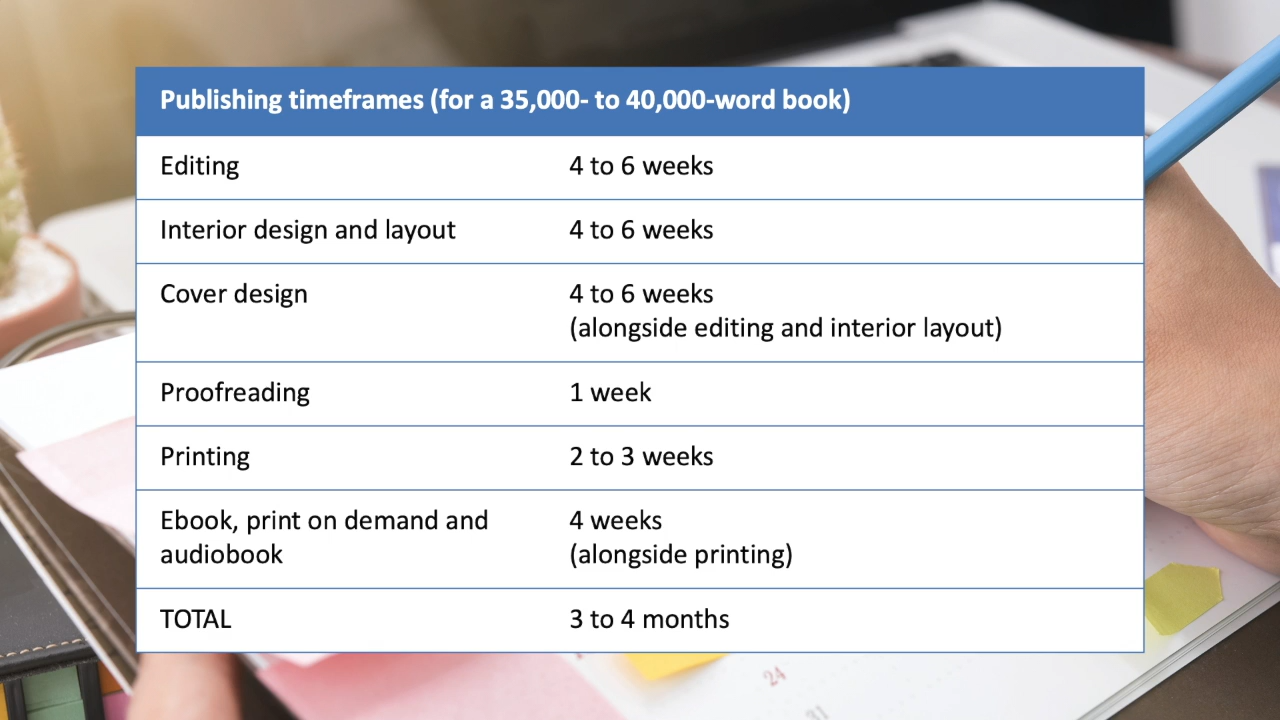 Publishing timeframes (for a 35,000- to 40,000-word book)
Editing 4 to 6 weeks
Interior design and layout 4 to 6 weeks
Cover design 4 to 6 weeks
(alongside editing and interior layout)
Proofreading 1 week
Printing 2 to 3 weeks
Ebook, print on demand and 4 weeks
audiobook (alongside printing)
TOTAL 3 to 4 months
24
31